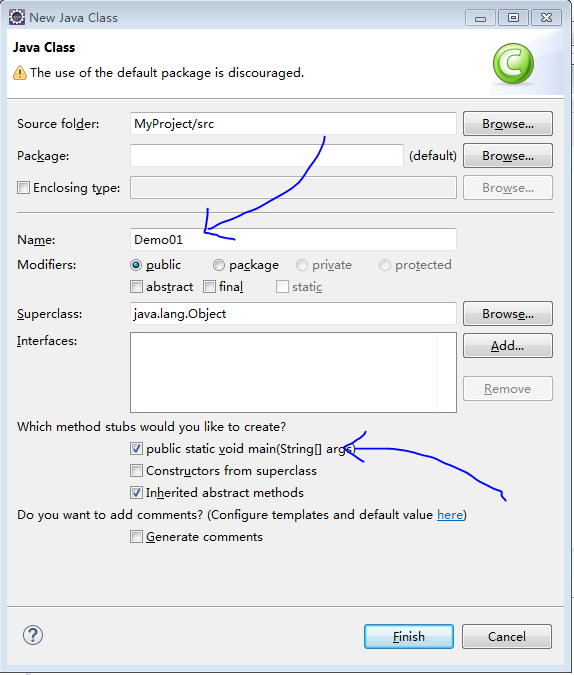 New Java Class
Java Class
The use of the default package is discouraged.
Source folder: MyProject/src Browse...
Package: (default) Browse...
Enclosing type: Browse...
Name: Demo01
Modifiers: public package private protected
abstract final static
Superclass: java.lang.Object Browse...
Interfaces: Add...
Remove
Which method stubs would you like to create?
public static void main(String[] args)
Constructors from superclass
Inherited abstract methods
Do you want to add comments? (Configure templates and default value here)
Generate comments
? Finish Cancel